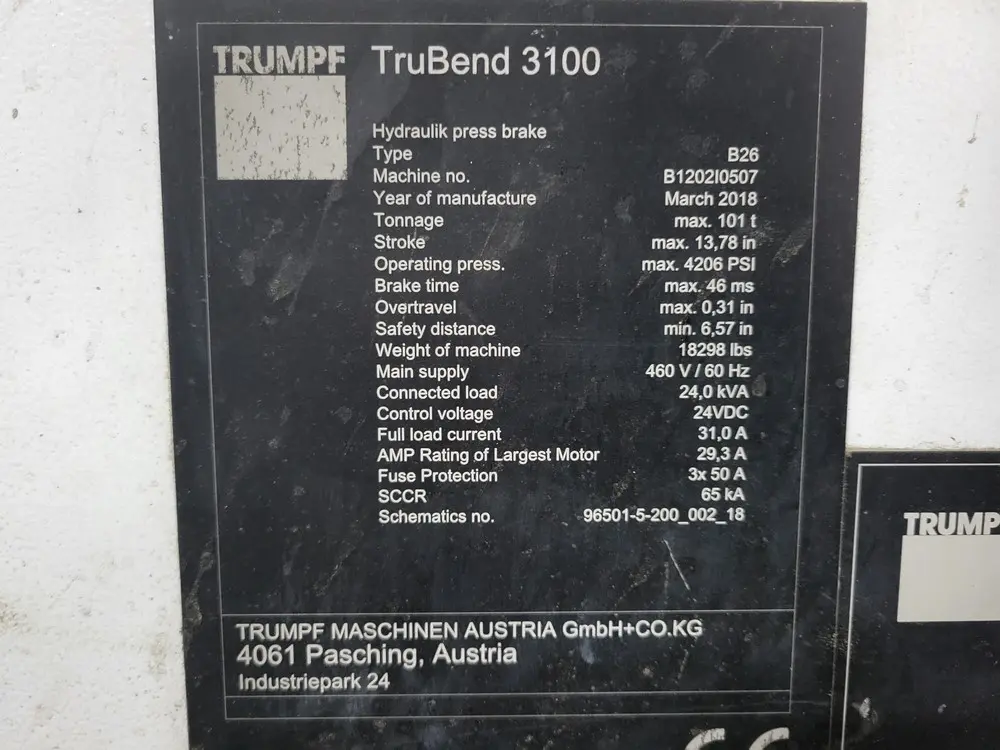 TRUMPF TruBend 3100
Hydraulik press brake
Type B26
Machine no. B1202I0507
Year of manufacture March 2018
Tonnage max. 101 t
Stroke max. 13,78 in
Operating press. max. 4206 PSI
Brake time max. 46 ms
Overtravel max. 0,31 in
Safety distance min. 6,57 in
Weight of machine 18298 lbs
Main supply 460 V / 60 Hz
Connected load 24,0 kVA
Control voltage 24VDC
Full load current 31,0 A
AMP Rating of Largest Motor 29,3 A
Fuse Protection 3x 50 A
SCCR 65 kA
Schematics no. 96501-5-200_002_18
TRUMPF MASCHINEN AUSTRIA GmbH+CO.KG
4061 Pasching, Austria
Industriepark 24
TRUMP